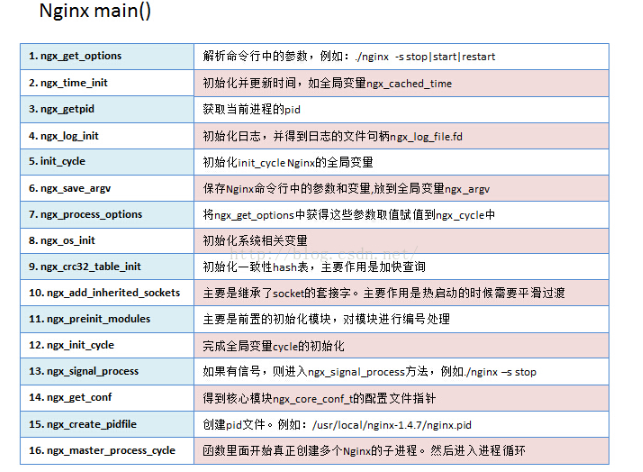 Nginx main()
1. ngx_get_options 解析命令行中的参数，例如：./nginx -s stop|start|restart
2. ngx_time_init 初始化并更新时间，如全局变量ngx_cached_time
3. ngx_getpid 获取当前进程的pid
4. ngx_log_init 初始化日志，并得到日志的文件句柄ngx_log_file.fd
5. init_cycle 初始化init_cycle Nginx的全局变量
6. ngx_save_argv 保存Nginx命令行中的参数和变量,放到全局变量ngx_argv
7. ngx_process_options 将ngx_get_options中获得这些参数取值赋值到ngx_cycle中
8. ngx_os_init 初始化系统相关变量
http://blog.csdn.net/
9. ngx_crc32_table_init 初始化一致性hash表，主要作用是加快查询
10. ngx_add_inherited_sockets 主要是继承了socket的套接字。主要作用是热启动的时候需要平滑过渡
11. ngx_preinit_modules 主要是前置的初始化模块，对模块进行编号处理
12. ngx_init_cycle 完成全局变量cycle的初始化
13. ngx_signal_process 如果有信号，则进入ngx_signal_process方法，例如./nginx –s stop
14. ngx_get_conf 得到核心模块ngx_core_conf_t的配置文件指针
15. ngx_create_pidfile 创建pid文件。例如：/usr/local/nginx-1.4.7/nginx.pid
16. ngx_master_process_cycle 函数里面开始真正创建多个Nginx的子进程。然后进入进程循环